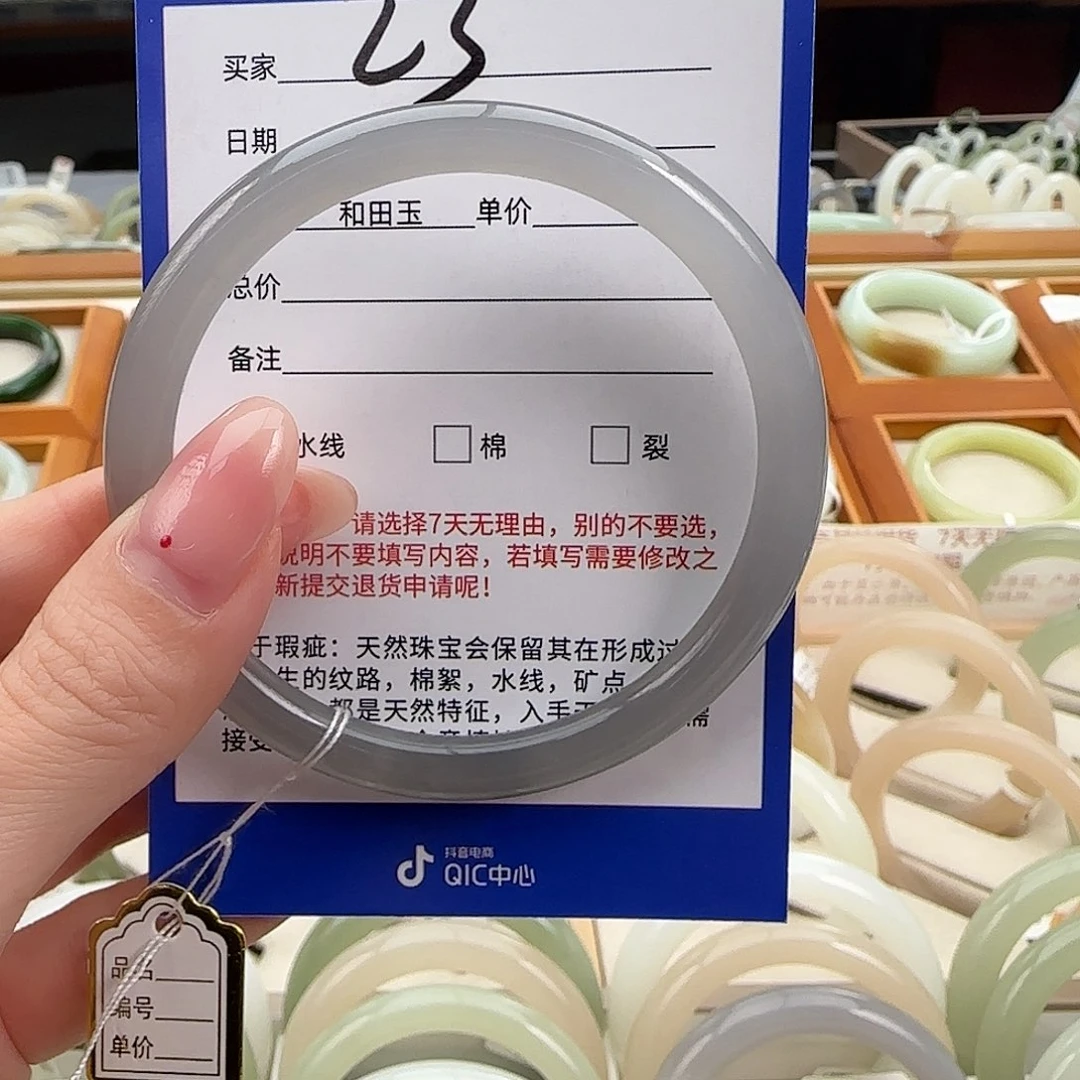 买家
日期
和田玉 单价
总价
备注
水线 棉 裂
请选择7天无理由，别的不要选，
说明不要填写内容，若填写需要修改之
新提交退货申请呢！
于瑕疵：天然珠宝会保留其在形成过
生的纹路，棉絮，水线，矿点
都是天然特征，入手
接受
抖音电商
QIC中心
品名
编号
单价